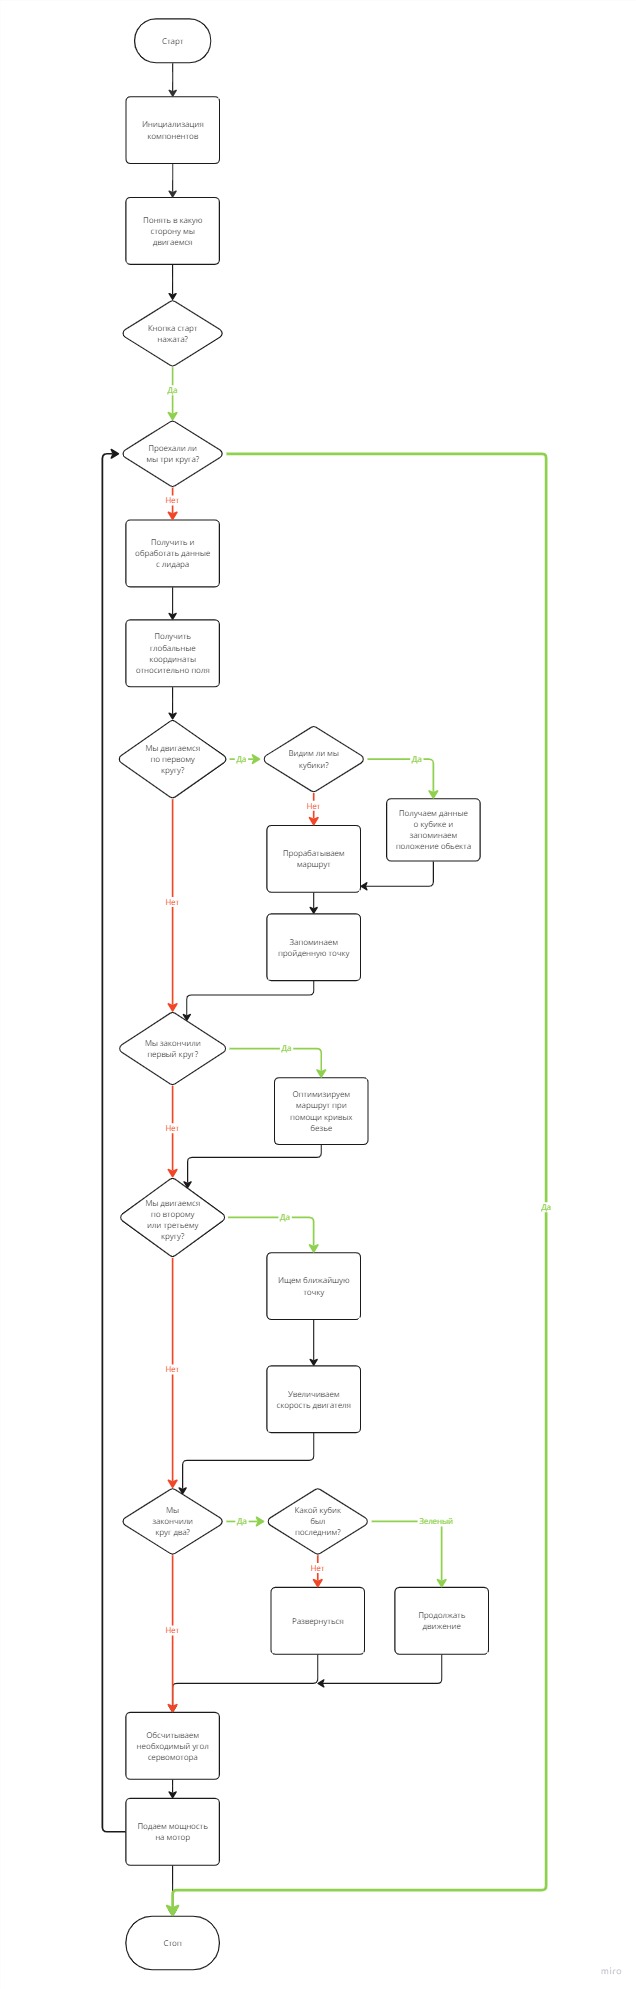 Старт
Инициализация
компонентов
Понять в какую
сторону мы
двигаемся
Кнопка старт
нажата?
Да
Проехали ли
мы три круга?
Нет
Получить и
обработать данные
с лидара
Получить
глобальные
координаты
относительно поля
Мы двигаемся
по первому
кругу?
Да
Видим ли мы
кубики?
Да
Нет
Получаем данные
о кубике и
запоминаем
положение обьекта
Прорабатываем
маршрут
Нет
Запоминаем
пройденную точку
Мы закончили
первый круг?
Да
Оптимизируем
маршрут при
помощи кривых
безье
Нет
Мы двигаемся
по второму
или третьему
кругу?
Да
Да
Ищем ближайшую
точку
Нет
Увеличиваем
скорость двигателя
Мы
закончили
круг два?
Да
Какой кубик
был
последним?
Зеленый
Нет
Развернуться
Продолжать
движение
Нет
Обсчитываем
необходимый угол
сервомотора
Подаем мощность
на мотор
Стоп
miro